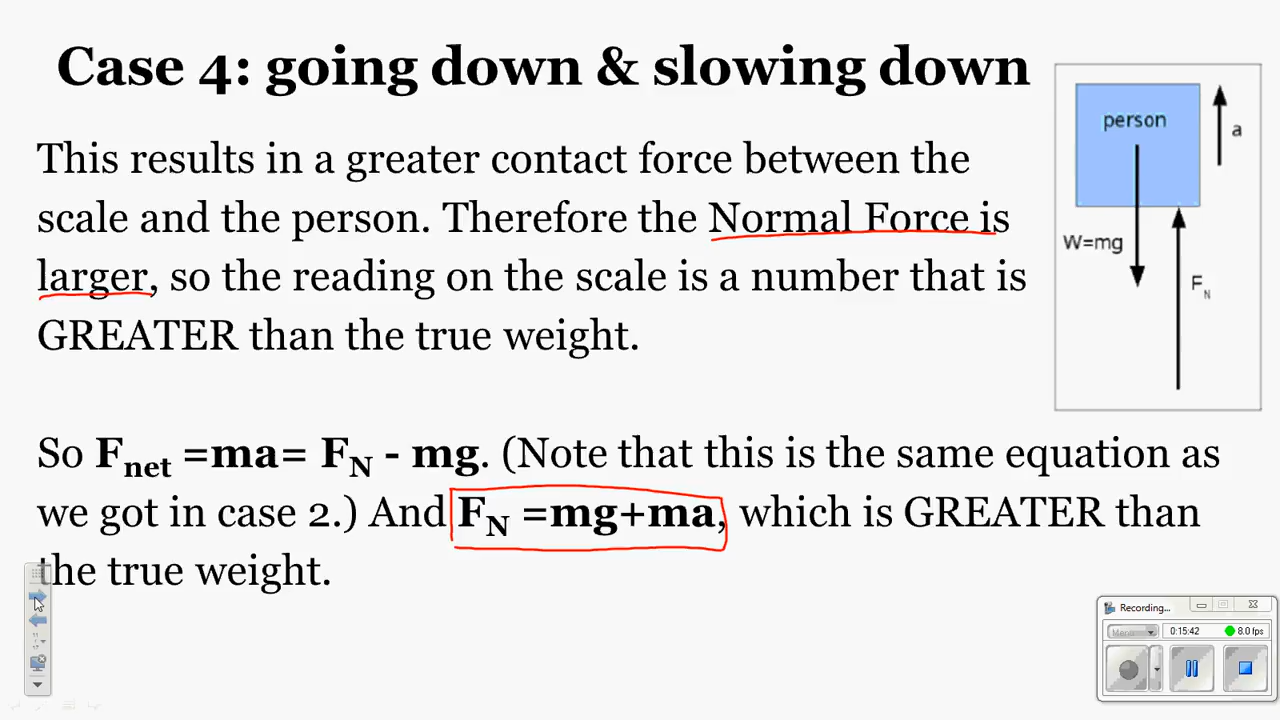 Case 4: going down & slowing down
This results in a greater contact force between the
scale and the person. Therefore the Normal Force is
larger, so the reading on the scale is a number that is
GREATER than the true weight.
So Fnet =ma= FN - mg. (Note that this is the same equation as
we got in case 2.) And FN =mg+ma, which is GREATER than
the true weight.
person
a
W=mg
FN
Recording...
Menu
0:15:42
8.0 fps